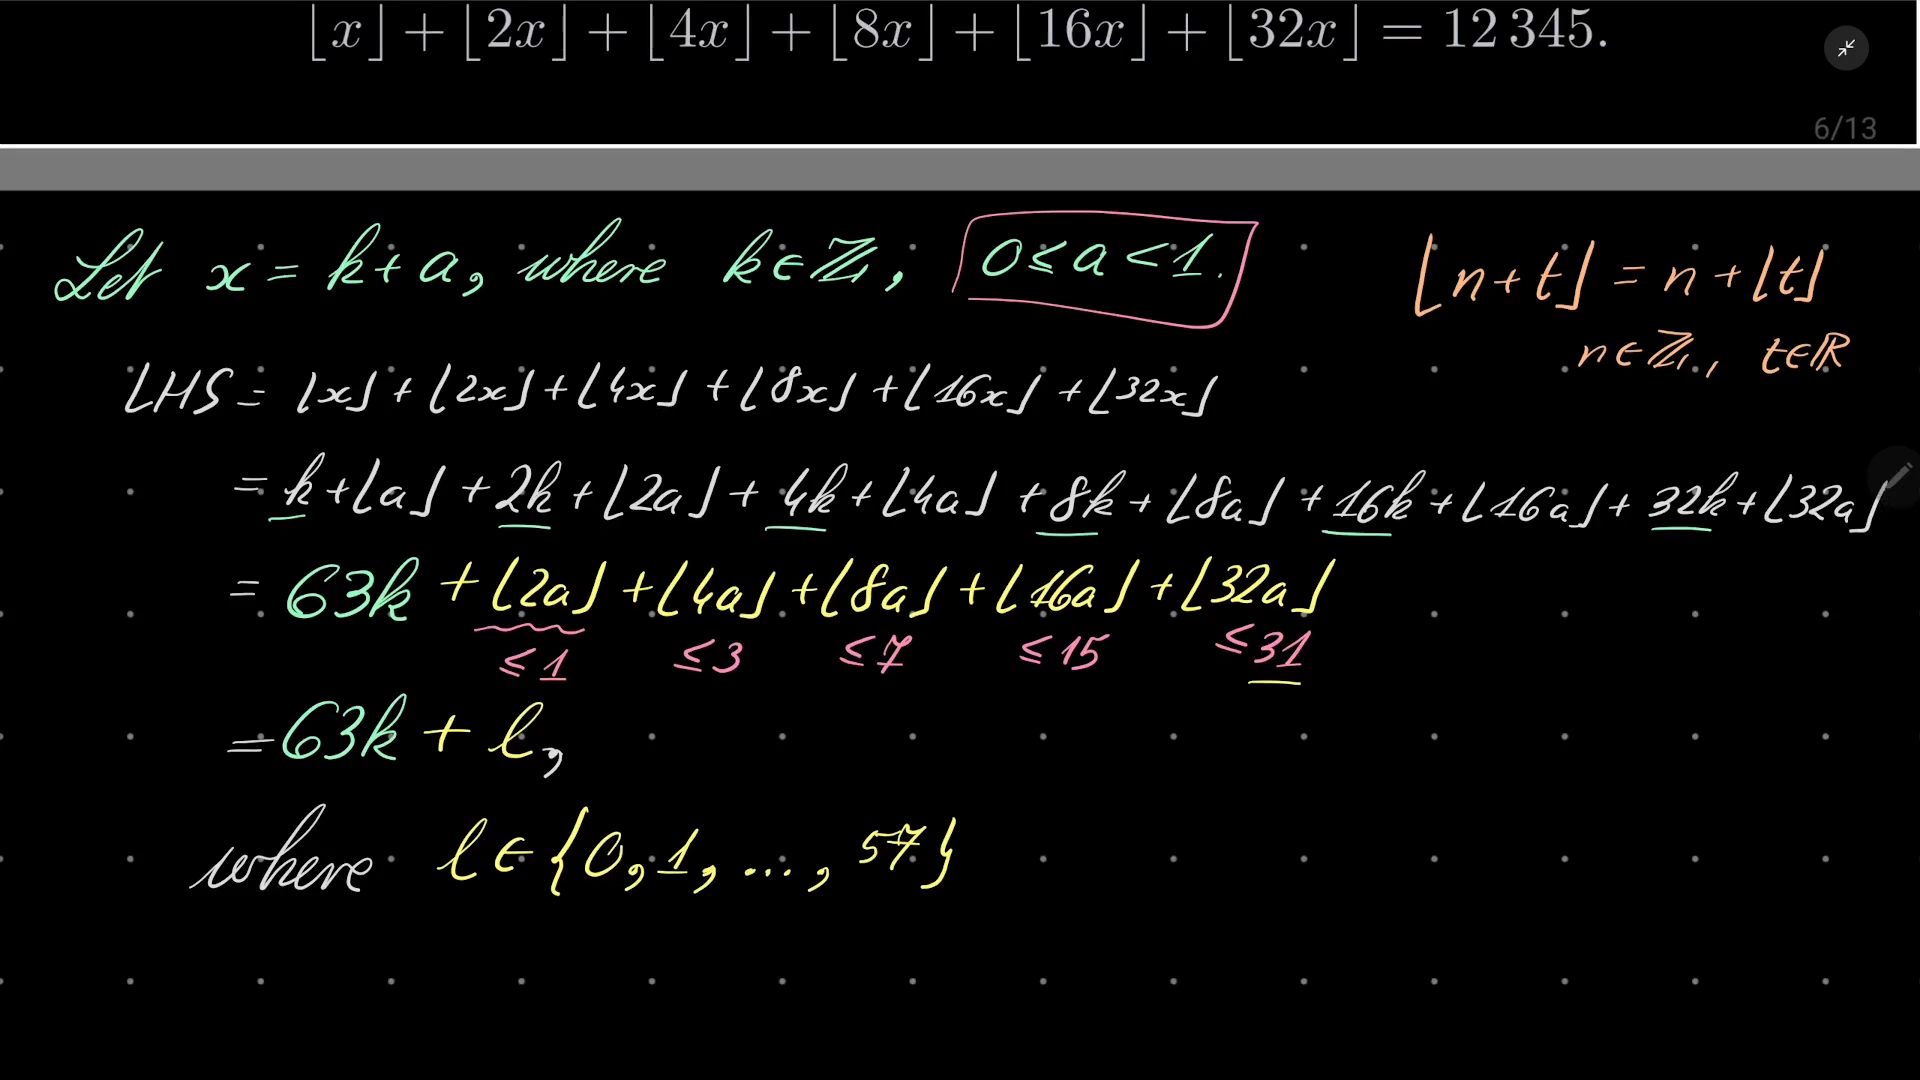 ⌊x⌋ + ⌊2x⌋ + ⌊4x⌋ + ⌊8x⌋ + ⌊16x⌋ + ⌊32x⌋ = 12 345.
6/13
Let x = k + a, where k ∈ ℤ, 0 ≤ a < 1.
⌊n + t⌋ = n + ⌊t⌋
n ∈ ℤ, t ∈ ℝ
LHS = ⌊x⌋ + ⌊2x⌋ + ⌊4x⌋ + ⌊8x⌋ + ⌊16x⌋ + ⌊32x⌋
= k + ⌊a⌋ + 2k + ⌊2a⌋ + 4k + ⌊4a⌋ + 8k + ⌊8a⌋ + 16k + ⌊16a⌋ + 32k + ⌊32a⌋
= 63k + ⌊2a⌋ + ⌊4a⌋ + ⌊8a⌋ + ⌊16a⌋ + ⌊32a⌋
≤ 1 ≤ 3 ≤ 7 ≤ 15 ≤ 31
= 63k + l,
where l ∈ {0, 1, ..., 57}